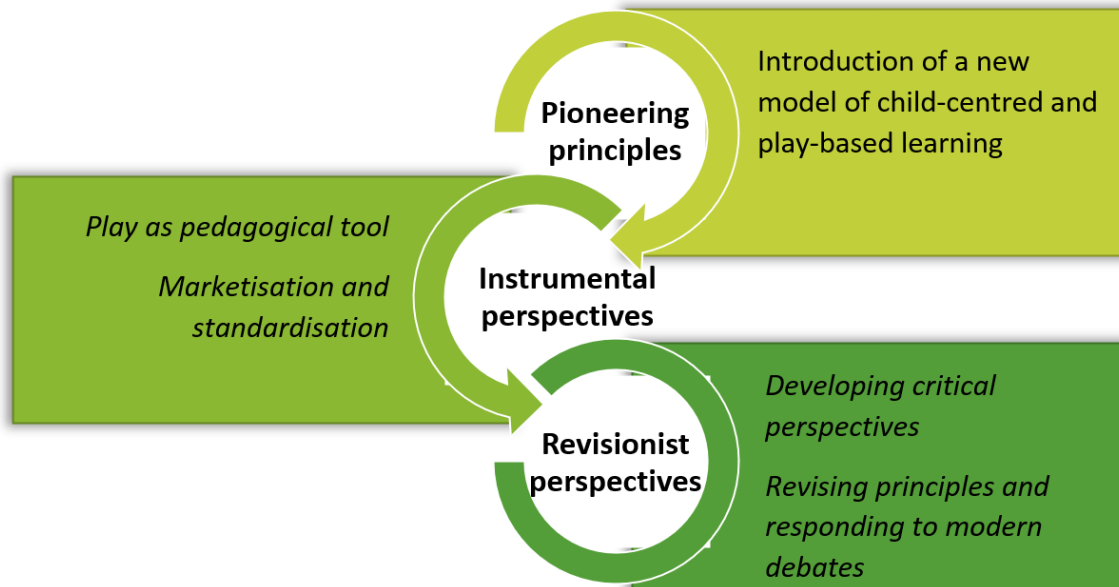 Pioneering
principles
Introduction of a new
model of child-centred and
play-based learning
Play as pedagogical tool
Marketisation and
standardisation
Instrumental
perspectives
Revisionist
perspectives
Developing critical
perspectives
Revising principles and
responding to modern
debates